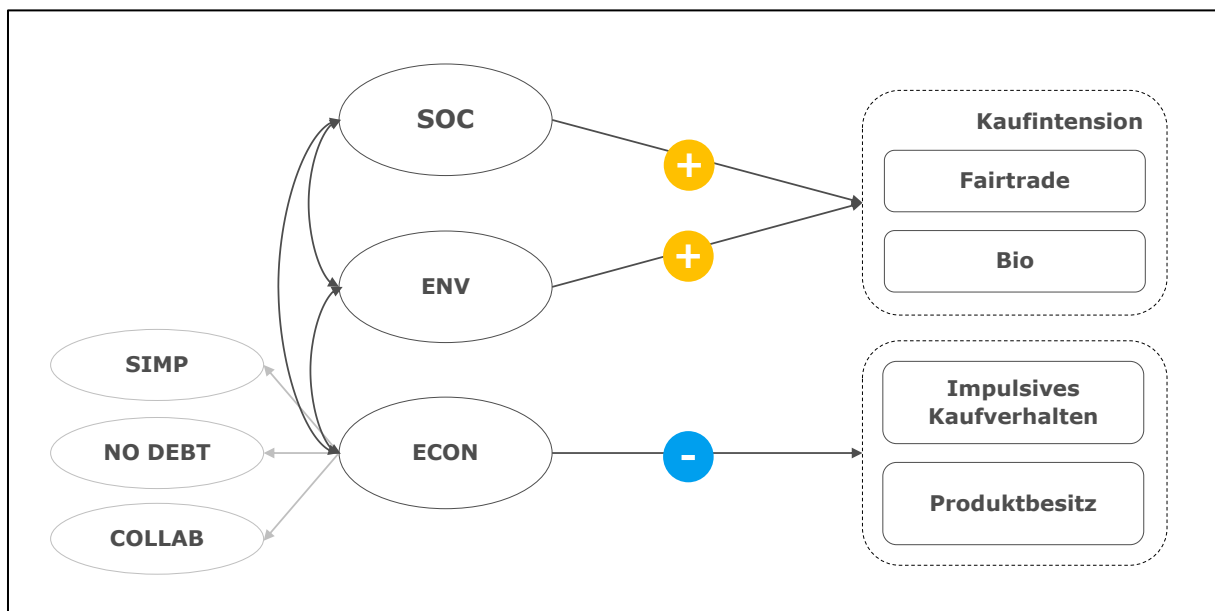 SOC
+
Kaufintension
Fairtrade
+
Bio
ENV
SIMP
NO DEBT
COLLAB
ECON
-
Impulsives
Kaufverhalten
Produktbesitz